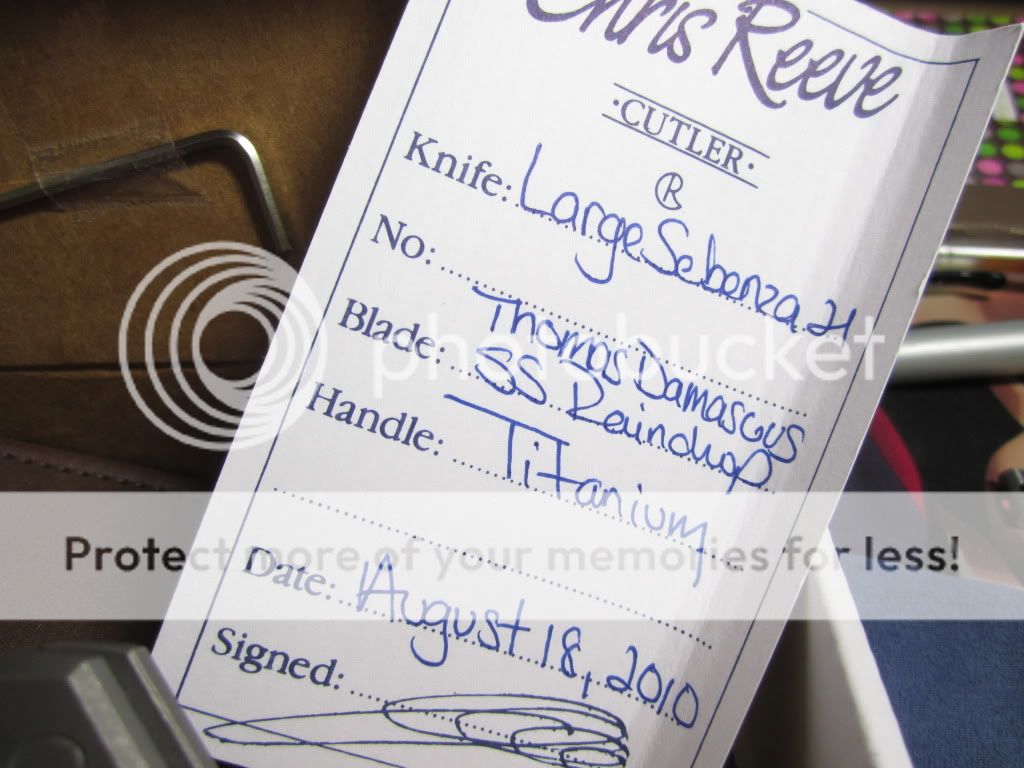 Chris Reeve
·CUTLER·
R
Knife: Large Sebenza 21
No:
Thomas Damascus
Blade: SS Raindrop
Handle: Titanium
Date: August 18, 2010
Signed:
photobucket
Protect more of your memories for less!